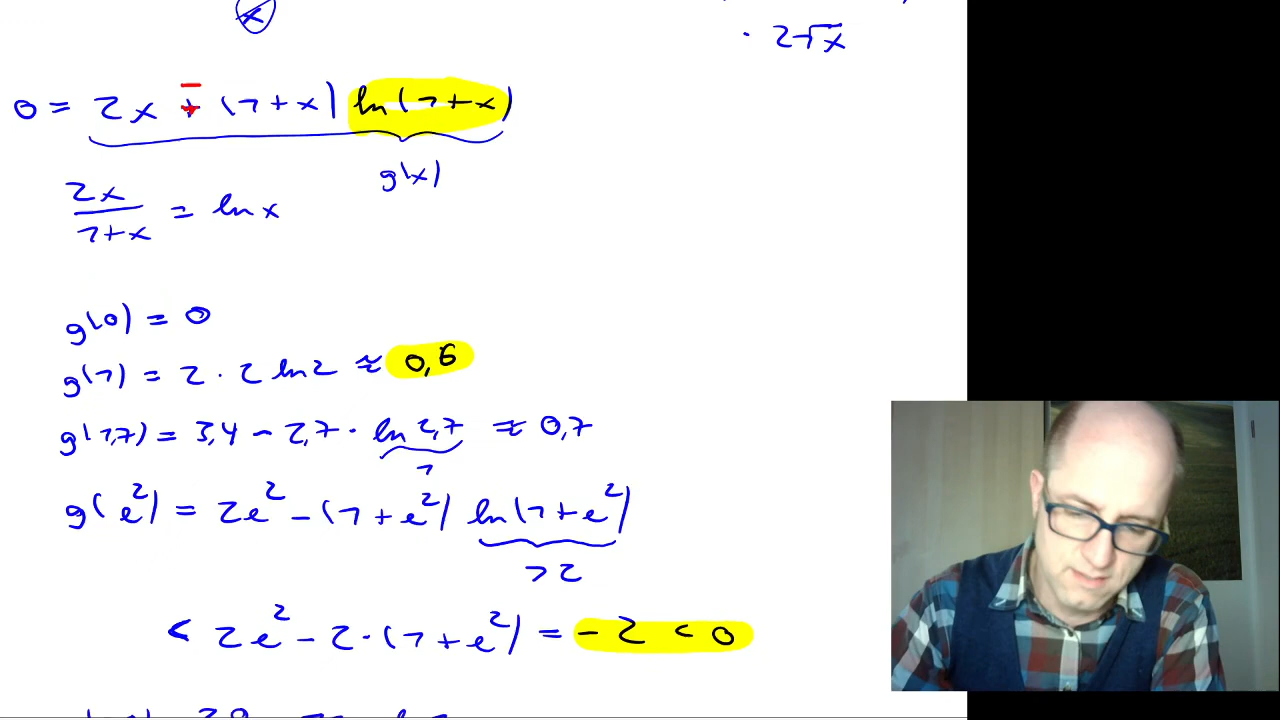 x
· 2√x
0 = 2x - (1+x) ln(1+x)
g(x)
2x/(1+x) = ln x
g(0) = 0
g(1) = 2 · 2 ln 2 ≈ 0,6
g(1,7) = 3,4 - 2,7 · ln 2,7 ≈ 0,7
1
g(e²) = 2e² - (1+e²) ln(1+e²)
> 2
< 2e² - 2·(1+e²) = -2 < 0